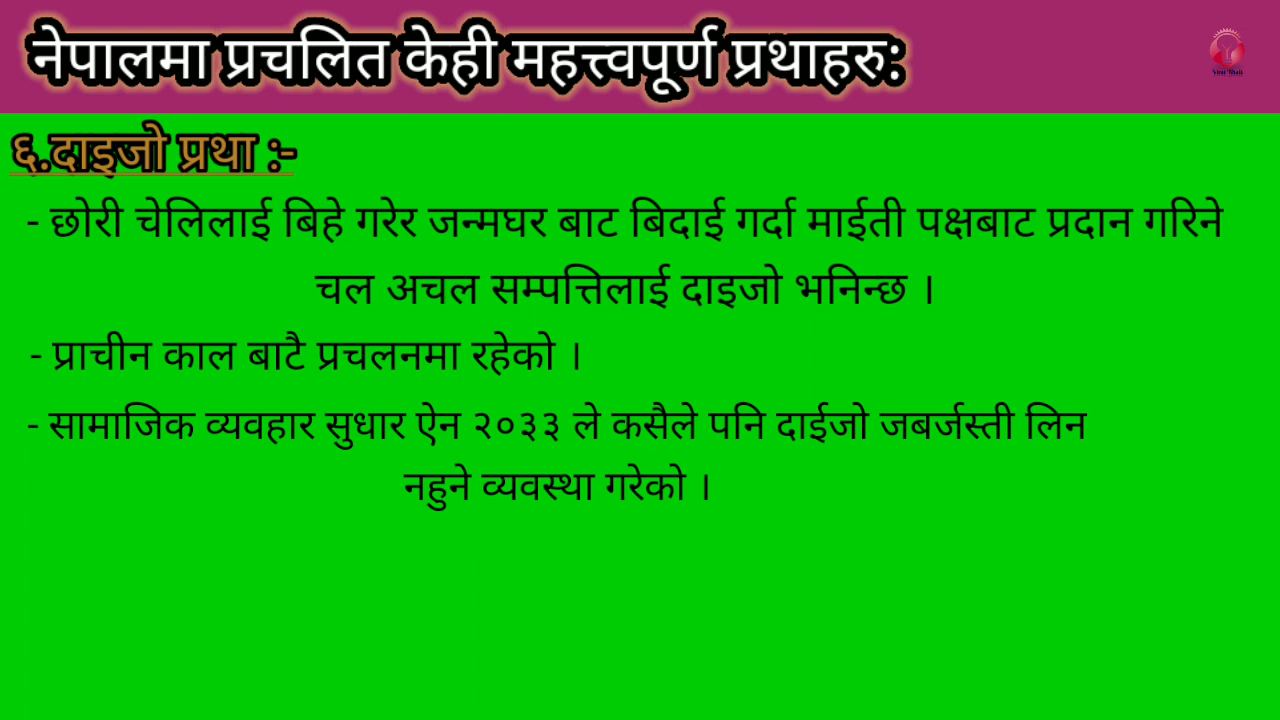 नेपालमा प्रचलित केही महत्त्वपूर्ण प्रथाहरु:
६.दाइजो प्रथा :-
- छोरी चेलिलाई बिहे गरेर जन्मघर बाट बिदाई गर्दा माईती पक्षबाट प्रदान गरिने
चल अचल सम्पत्तिलाई दाइजो भनिन्छ ।
- प्राचीन काल बाटै प्रचलनमा रहेको ।
- सामाजिक व्यवहार सुधार ऐन २०३३ ले कसैले पनि दाईजो जबर्जस्ती लिन
नहुने व्यवस्था गरेको ।